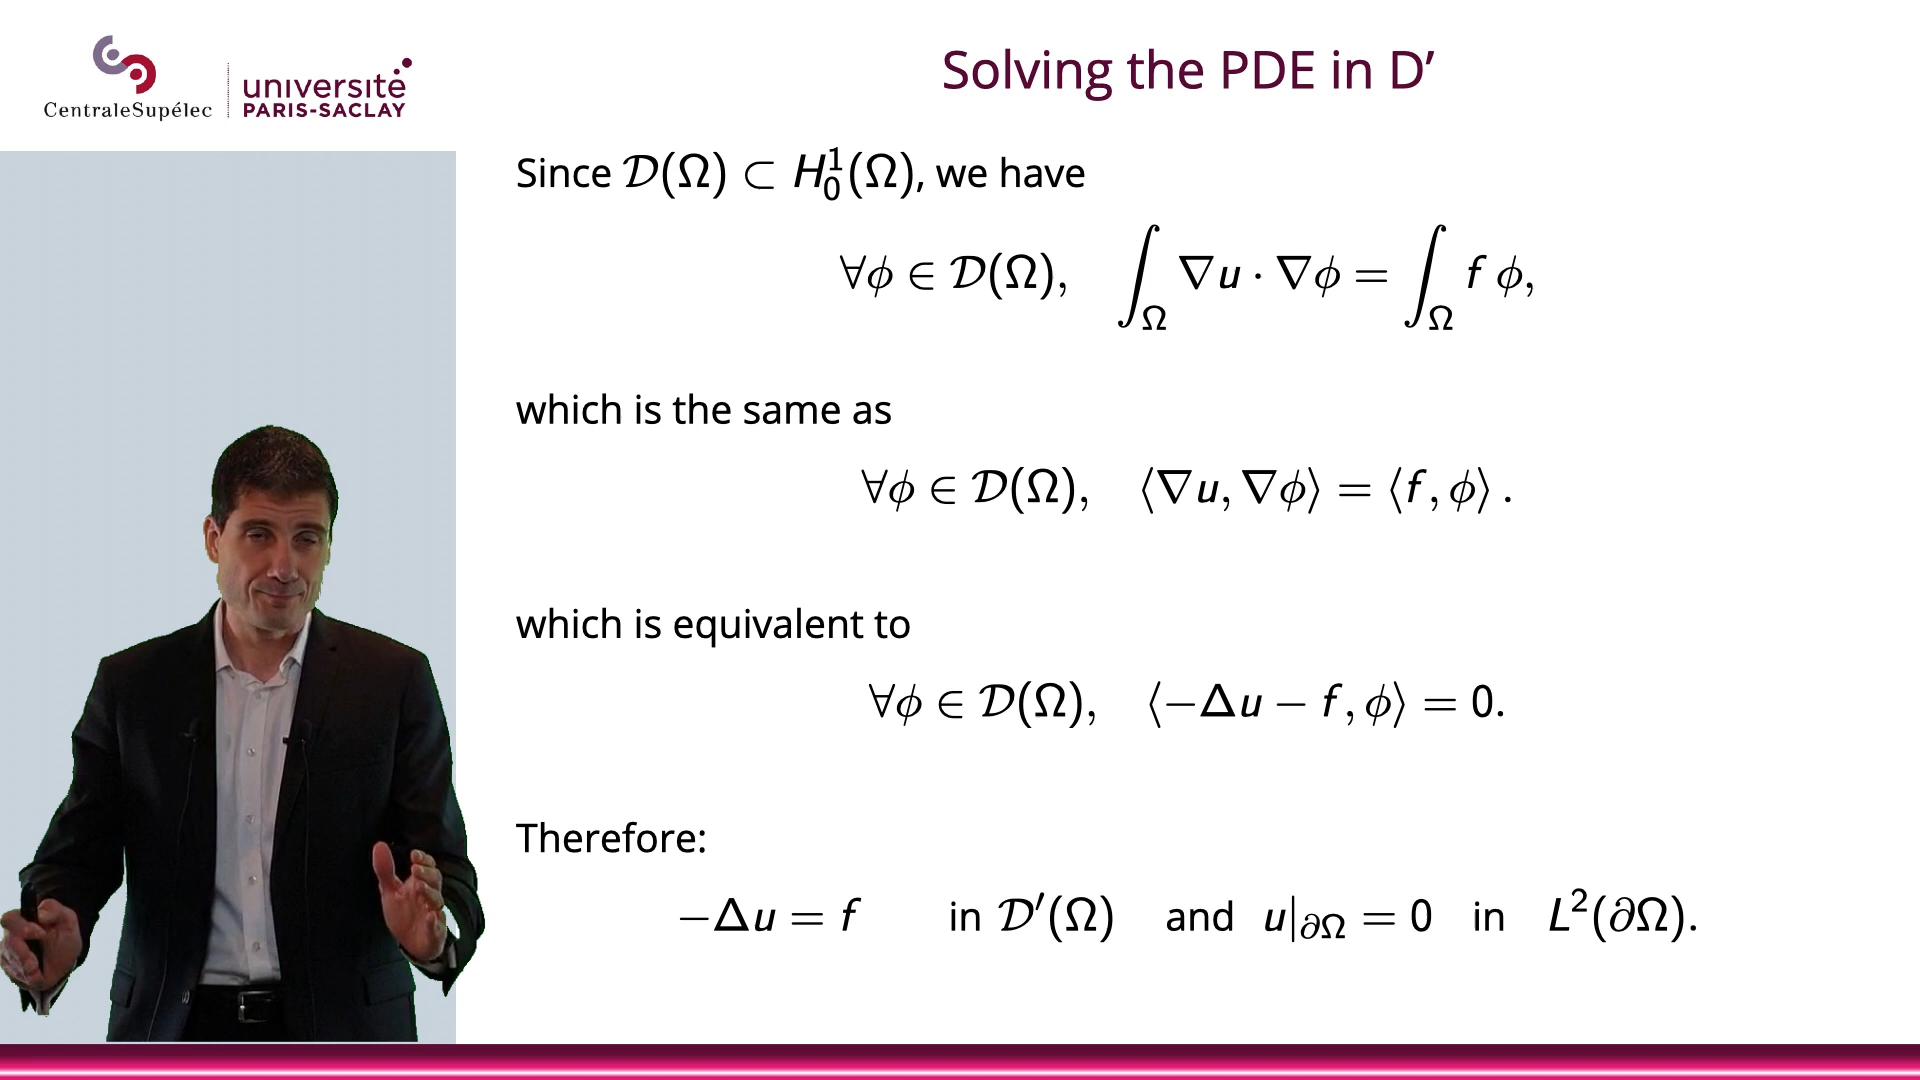 CentraleSupélec
université
PARIS-SACLAY
Solving the PDE in D’
Since 𝒟(Ω) ⊂ H¹₀(Ω), we have
∀ϕ ∈ 𝒟(Ω), ∫_Ω ∇u · ∇ϕ = ∫_Ω f ϕ,
which is the same as
∀ϕ ∈ 𝒟(Ω), ⟨∇u, ∇ϕ⟩ = ⟨f, ϕ⟩ .
which is equivalent to
∀ϕ ∈ 𝒟(Ω), ⟨−Δu − f, ϕ⟩ = 0.
Therefore:
−Δu = f in 𝒟′(Ω) and u|_∂Ω = 0 in L²(∂Ω).